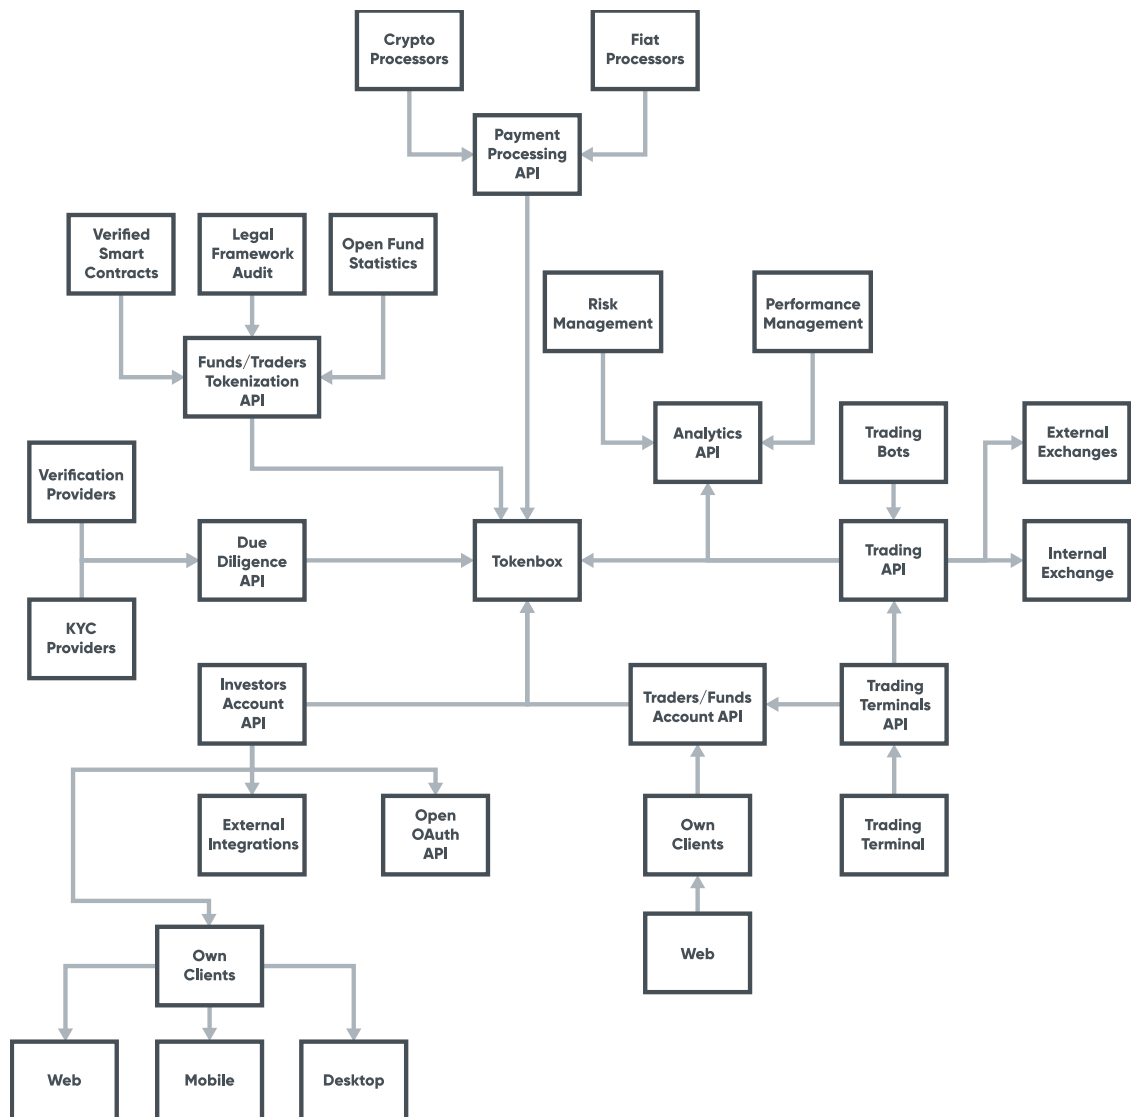 Crypto
Processors
Fiat
Processors
Payment
Processing
API
Verified
Smart
Contracts
Legal
Framework
Audit
Open Fund
Statistics
Risk
Management
Performance
Management
Funds/Traders
Tokenization
API
Analytics
API
Trading
Bots
External
Exchanges
Verification
Providers
Due
Diligence
API
Tokenbox
Trading
API
Internal
Exchange
KYC
Providers
Investors
Account
API
Traders/Funds
Account API
Trading
Terminals
API
External
Integrations
Open
OAuth
API
Own
Clients
Trading
Terminal
Web
Own
Clients
Web
Mobile
Desktop